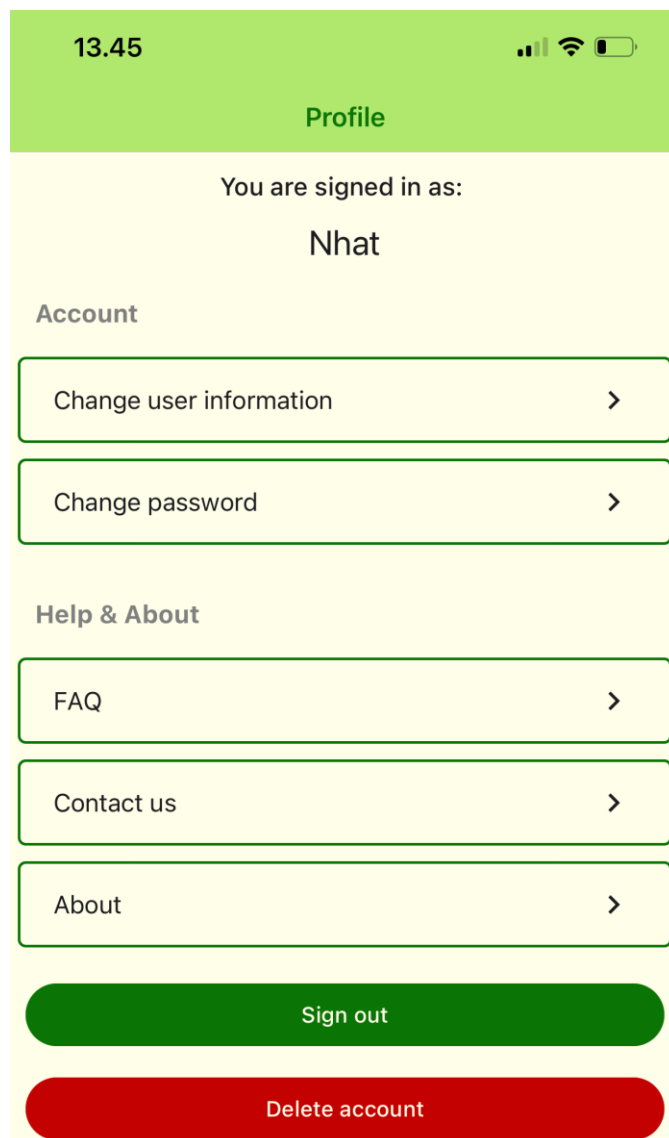 13.45
Profile
You are signed in as:
Nhat
Account
Change user information
Change password
Help & About
FAQ
Contact us
About
Sign out
Delete account